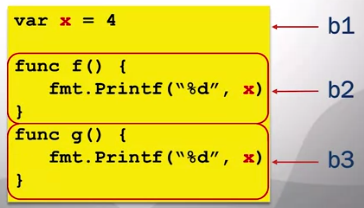 var x = 4
b1
func f() {
fmt.Printf(“%d”, x)
b2
}
func g() {
fmt.Printf(“%d”, x)
b3
}